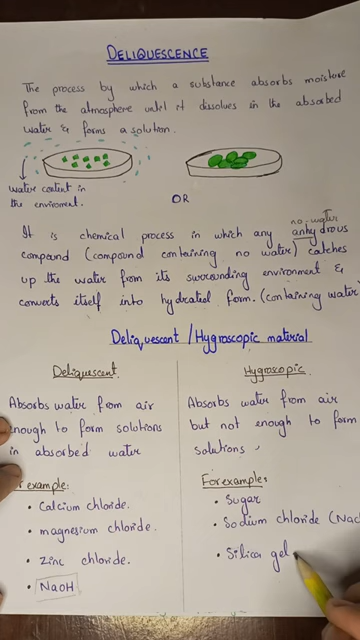 DELIQUESCENCE
The process by which a substance absorbs moisture
from the atmosphere until it dissolves in the absorbed
water & forms a solution.
water content in
the enviroment.
OR
no water
It is chemical process in which any anhydrous
compound (compound containing no water) catches
up the water from its surrounding environment &
converts itself into hydrated form. (containing water)
Deliquescent / Hygroscopic material
Deliquescent
Absorbs water from air
enough to form solutions
in absorbed water
example:
• Calcium chloride.
• magnesium chloride.
• Zinc chloride.
• NaOH
Hygroscopic
Absorbs water from air
but not enough to form
solutions.
For example:
• Sugar
• Sodium chloride (NaCl
• Silica gel